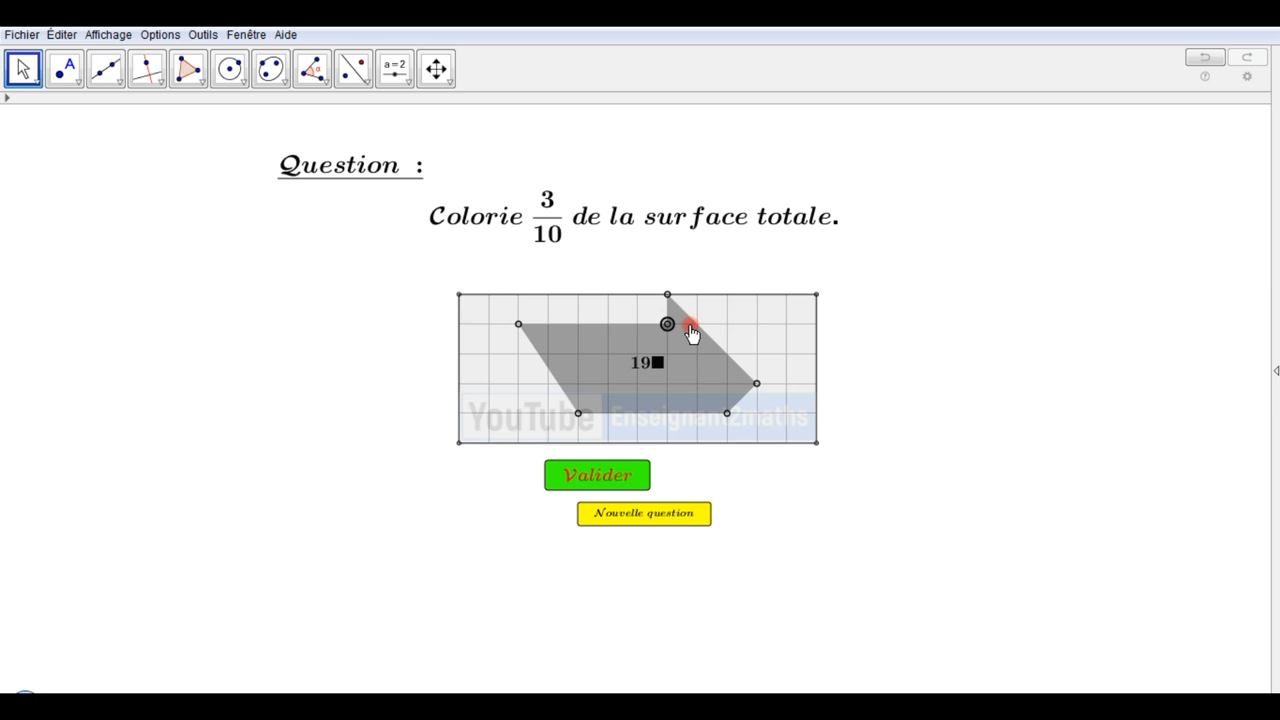 Fichier Éditer Affichage Options Outils Fenêtre Aide
A
α
a = 2
Question :
Colorie 3/10 de la surface totale.
19■
YouTube Enseignant2maths
Valider
Nouvelle question